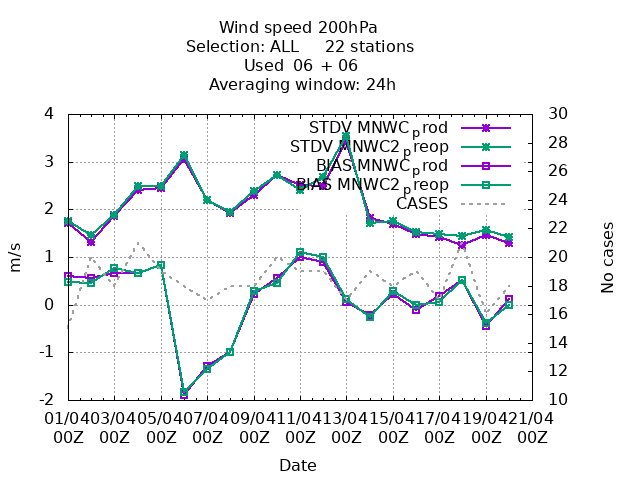 Wind speed 200hPa
Selection: ALL 22 stations
Used 06 + 06
Averaging window: 24h
STDV MNWC_prod
STDV MNWC2_preop
BIAS MNWC_prod
BIAS MNWC2_preop
CASES
m/s
4
3
2
1
0
-1
-2
No cases
30
28
26
24
22
20
18
16
14
12
10
01/04 03/04 05/04 07/04 09/04 11/04 13/04 15/04 17/04 19/04 21/04
00Z 00Z 00Z 00Z 00Z 00Z 00Z 00Z 00Z 00Z 00Z
Date